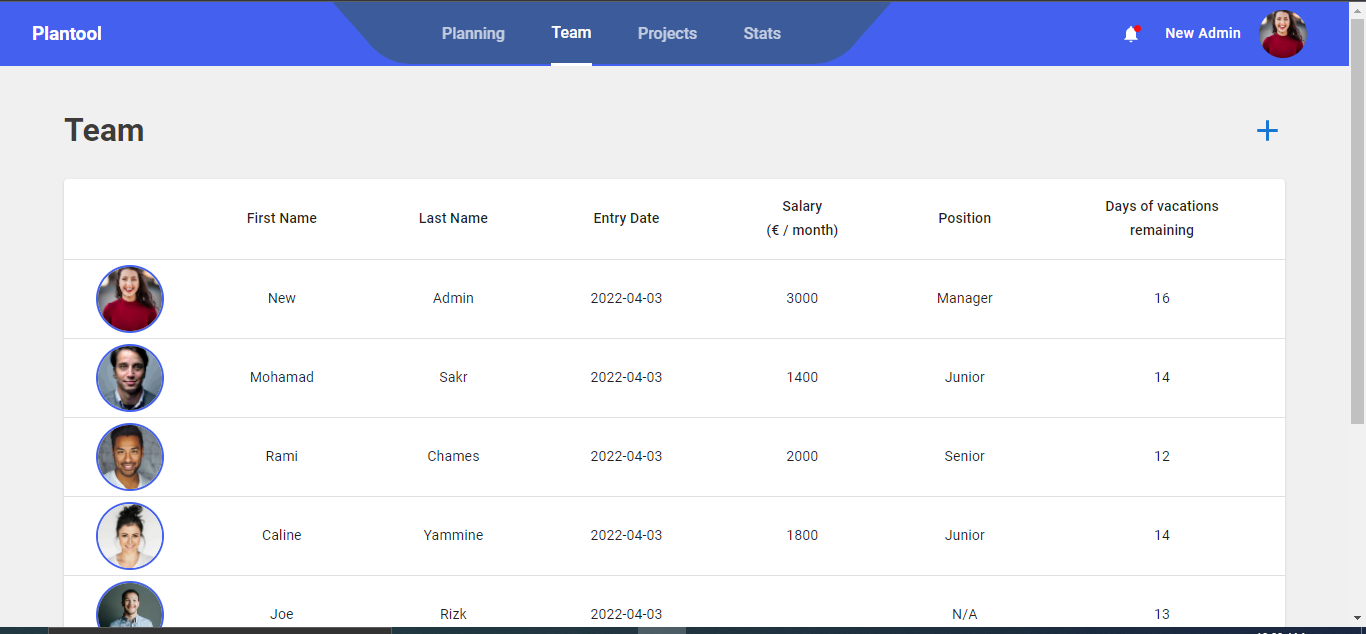 Plantool
Planning
Team
Projects
Stats
New Admin
Team
First Name Last Name Entry Date Salary (€ / month) Position Days of vacations remaining
New Admin 2022-04-03 3000 Manager 16
Mohamad Sakr 2022-04-03 1400 Junior 14
Rami Chames 2022-04-03 2000 Senior 12
Caline Yammine 2022-04-03 1800 Junior 14
Joe Rizk 2022-04-03 N/A 13